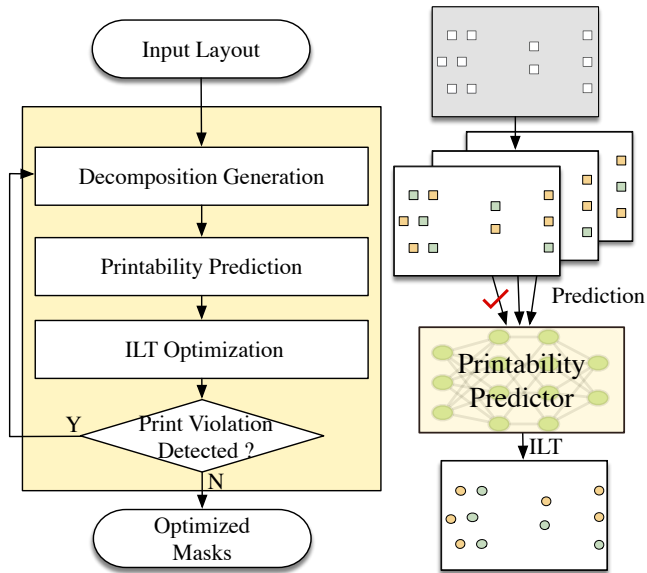 Input Layout
Decomposition Generation
Printability Prediction
ILT Optimization
Y
Print Violation
Detected ?
N
Optimized
Masks
Prediction
Printability
Predictor
ILT